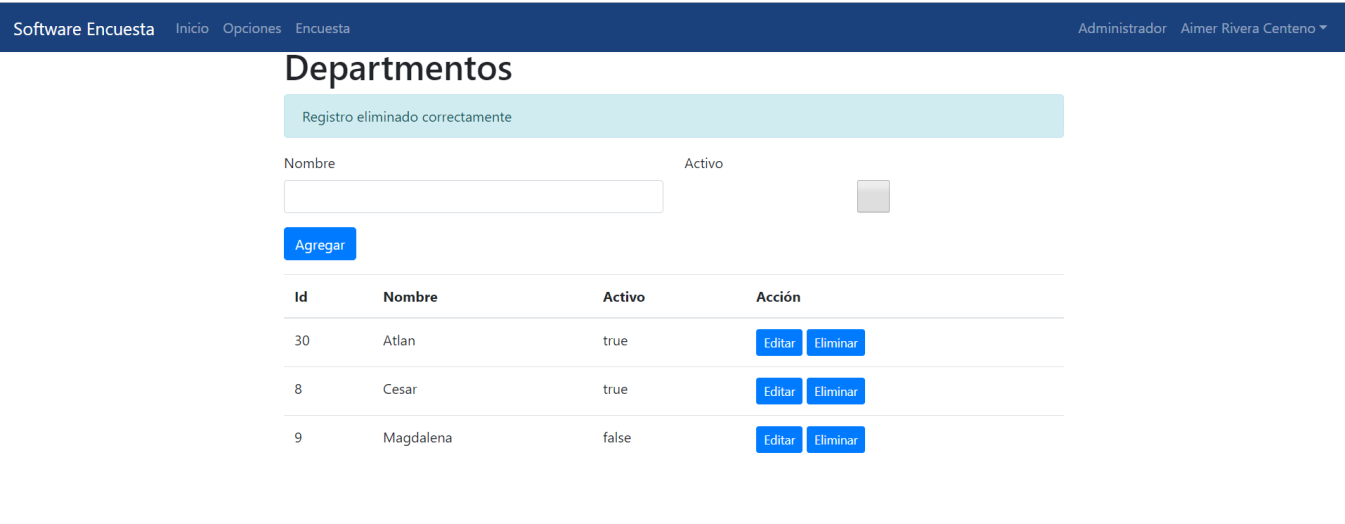 Software Encuesta Inicio Opciones Encuesta Administrador Aimer Rivera Centeno
Departmentos
Registro eliminado correctamente
Nombre Activo
Agregar
Id Nombre Activo Acción
30 Atlan true Editar Eliminar
8 Cesar true Editar Eliminar
9 Magdalena false Editar Eliminar